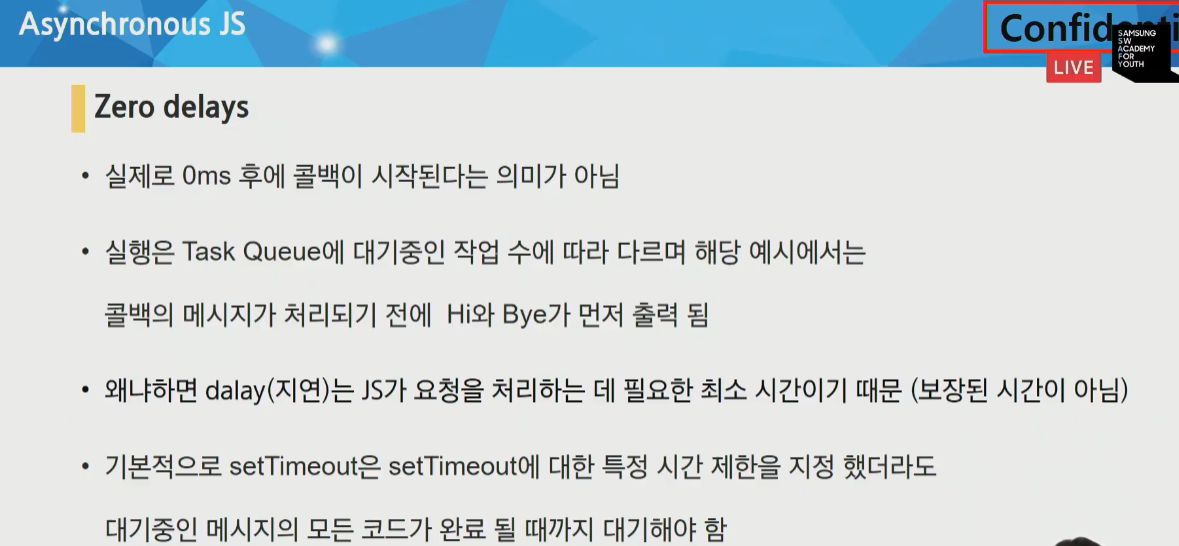 Asynchronous JS
LIVE
SAMSUNG
SW
ACADEMY
FOR
YOUTH
Zero delays
• 실제로 0ms 후에 콜백이 시작된다는 의미가 아님
• 실행은 Task Queue에 대기중인 작업 수에 따라 다르며 해당 예시에서는
콜백의 메시지가 처리되기 전에 Hi와 Bye가 먼저 출력 됨
• 왜냐하면 dalay(지연)는 JS가 요청을 처리하는 데 필요한 최소 시간이기 때문 (보장된 시간이 아님)
• 기본적으로 setTimeout은 setTimeout에 대한 특정 시간 제한을 지정 했더라도
대기중인 메시지의 모든 코드가 완료 될 때까지 대기해야 함